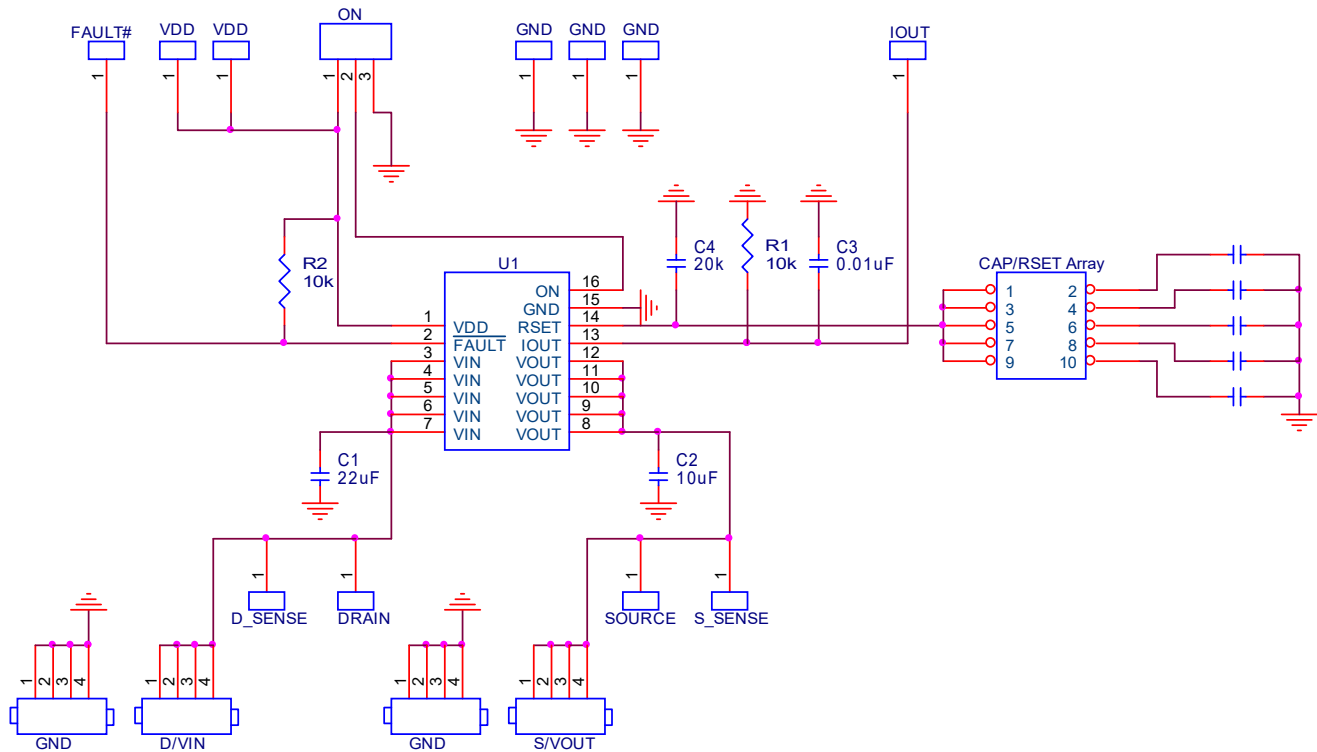 ON
FAULT# VDD VDD GND GND GND IOUT
1 1 1 1 2 3 1 1 1 1
C4
20k
R1
10k
C3
0.01uF
R2
10k
CAP/RSET Array
1 2
3 4
5 6
7 8
9 10
U1
ON 16
GND 15
1 VDD RSET 14
2 FAULT IOUT 13
3 VIN VOUT 12
4 VIN VOUT 11
5 VIN VOUT 10
6 VIN VOUT 9
7 VIN VOUT 8
C1
22uF
C2
10uF
1 1 1 1
D_SENSE DRAIN SOURCE S_SENSE
1 2 3 4 1 2 3 4 1 2 3 4 1 2 3 4
GND D/VIN GND S/VOUT